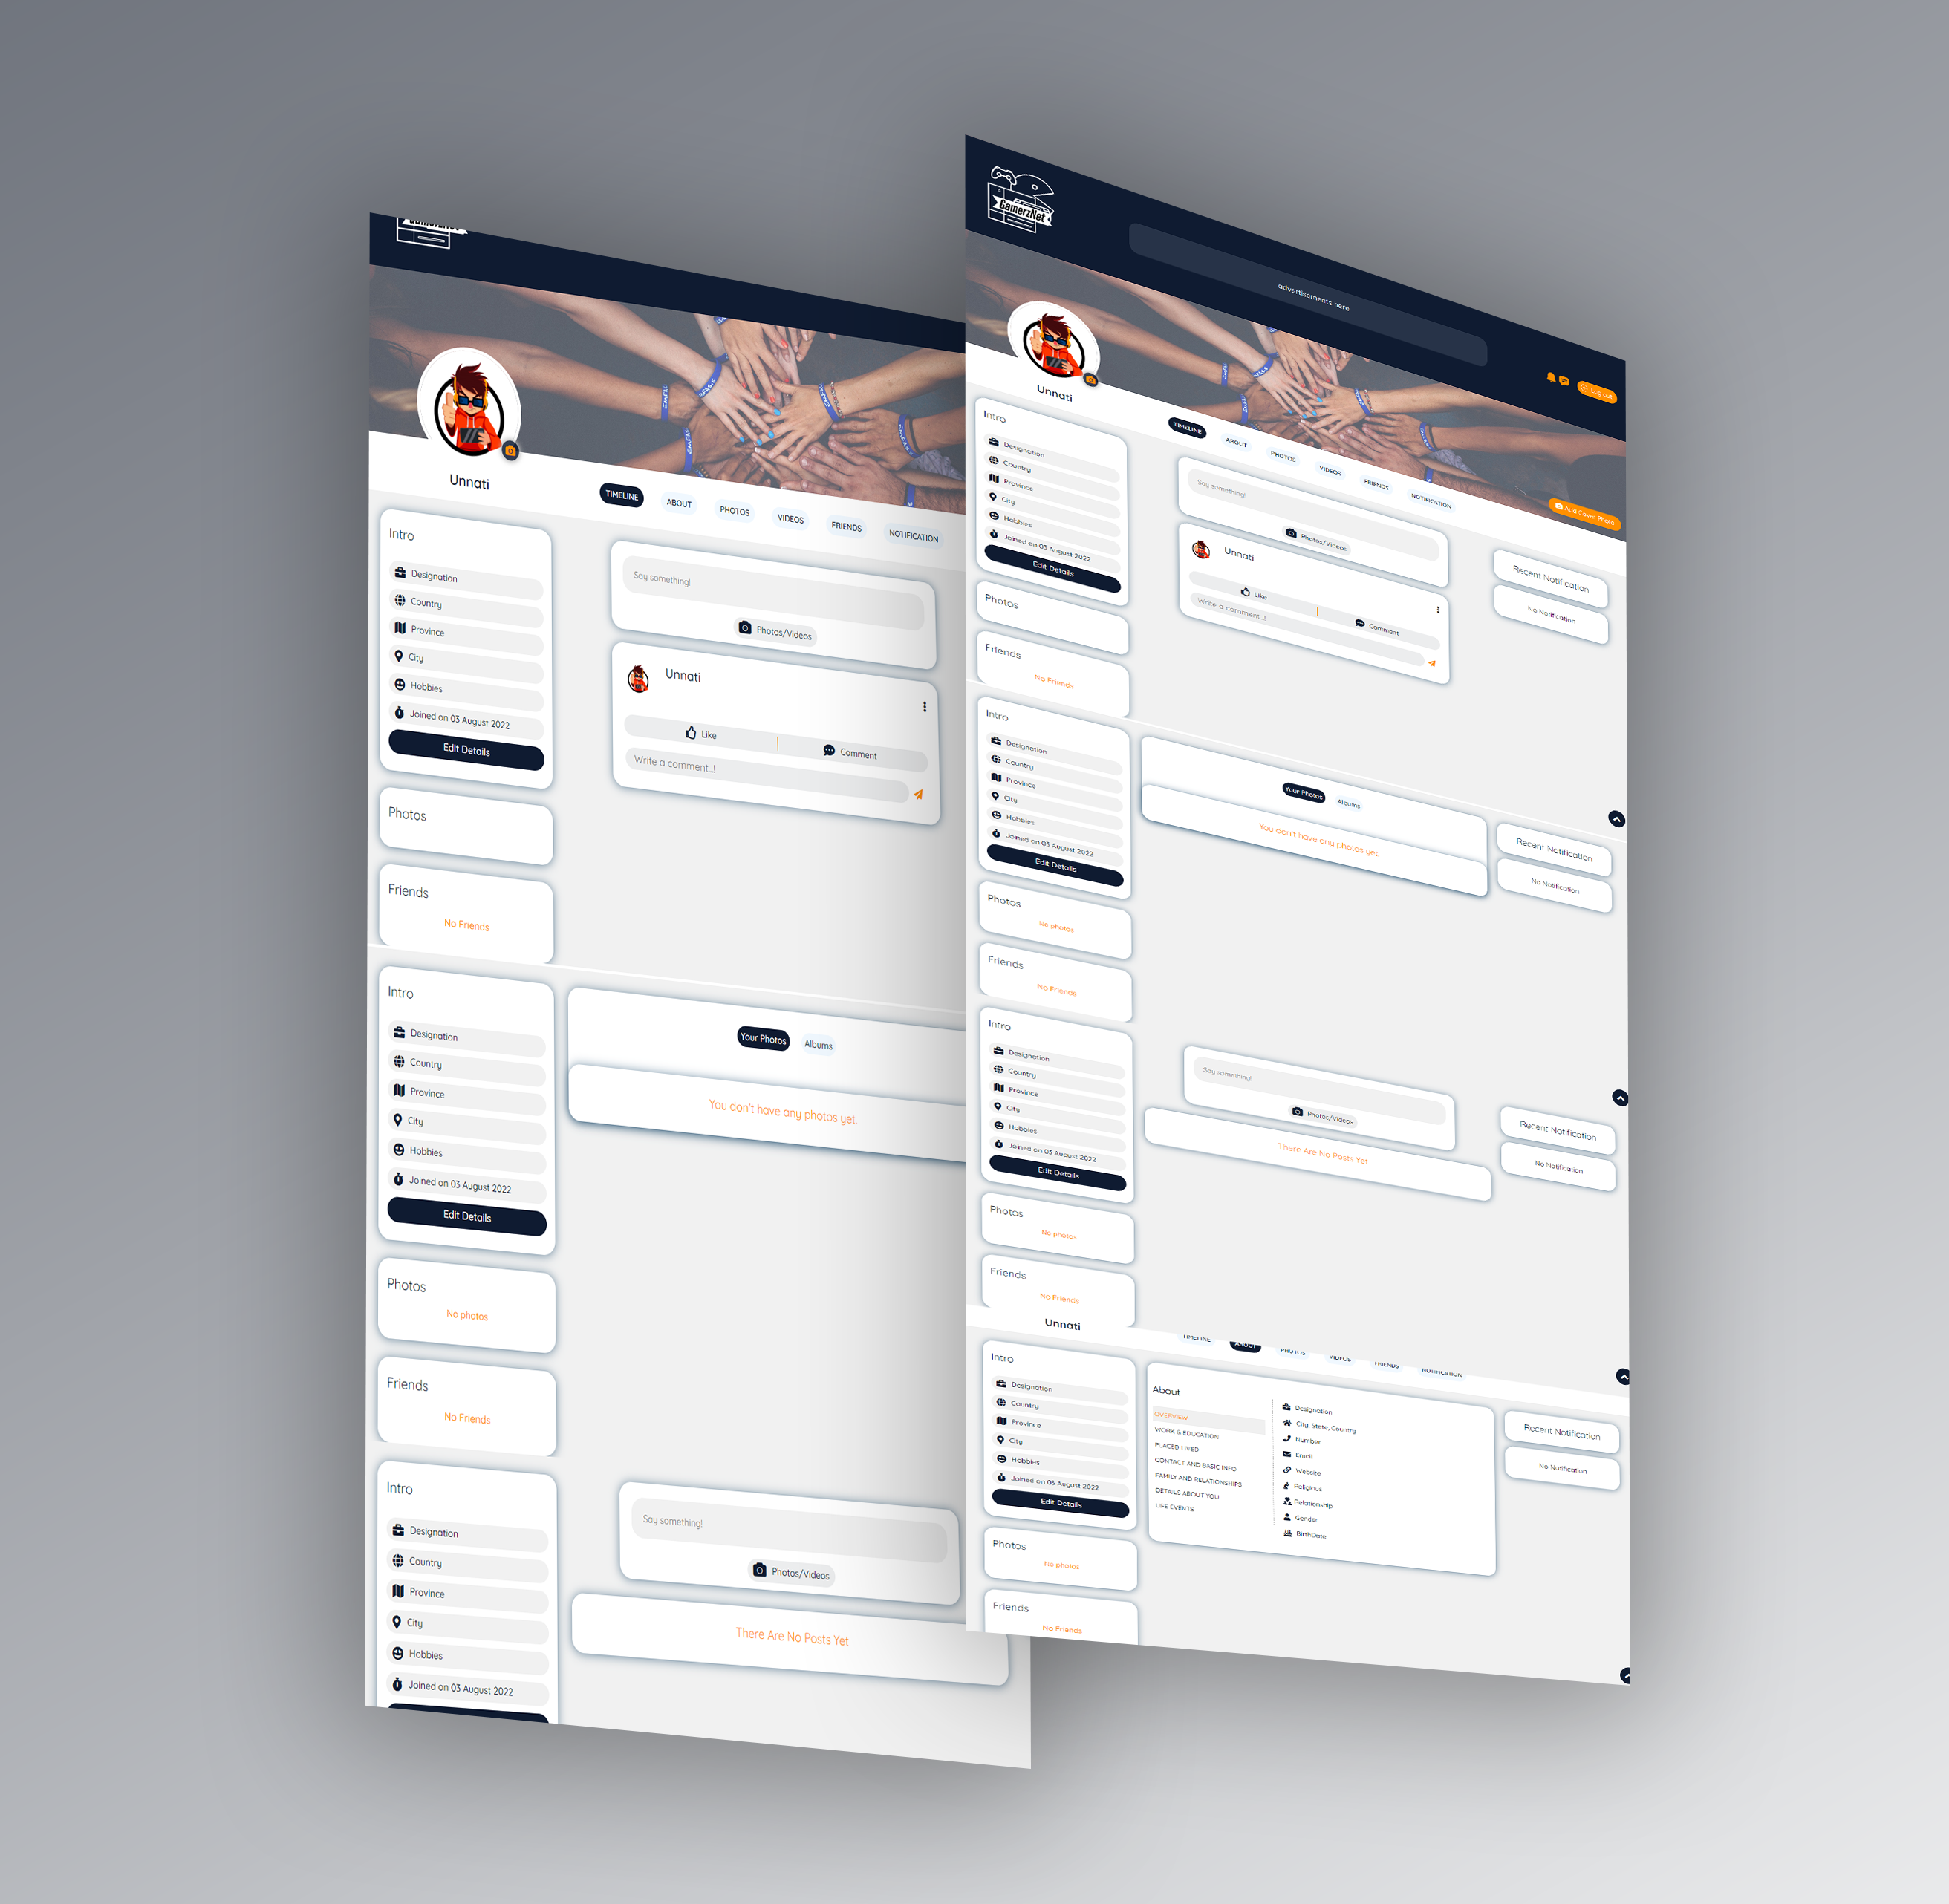 GamerzNet
Unnati
TIMELINE
ABOUT
PHOTOS
VIDEOS
FRIENDS
NOTIFICATION
Intro
Designation
Country
Province
City
Hobbies
Joined on 03 August 2022
Edit Details
Photos
Friends
No Friends
Say something!
Photos/Videos
Unnati
Like
Comment
Write a comment..!
Intro
Designation
Country
Province
City
Hobbies
Joined on 03 August 2022
Edit Details
Photos
No photos
Friends
No Friends
Your Photos
Albums
You don't have any photos yet.
Intro
Designation
Country
Province
City
Hobbies
Joined on 03 August 2022
Say something!
Photos/Videos
There Are No Posts Yet
GamerzNet
advertisements here
Log out
Add Cover Photo
Unnati
TIMELINE
ABOUT
PHOTOS
VIDEOS
FRIENDS
NOTIFICATION
Intro
Designation
Country
Province
City
Hobbies
Joined on 03 August 2022
Edit Details
Photos
Friends
No Friends
Say something!
Photos/Videos
Unnati
Like
Comment
Write a comment..!
Recent Notification
No Notification
Intro
Designation
Country
Province
City
Hobbies
Joined on 03 August 2022
Edit Details
Photos
No photos
Friends
No Friends
Your Photos
Albums
You don't have any photos yet.
Recent Notification
No Notification
Intro
Designation
Country
Province
City
Hobbies
Joined on 03 August 2022
Edit Details
Photos
No photos
Friends
No Friends
Say something!
Photos/Videos
There Are No Posts Yet
Recent Notification
No Notification
Unnati
TIMELINE
ABOUT
PHOTOS
VIDEOS
FRIENDS
NOTIFICATION
Intro
Designation
Country
Province
City
Hobbies
Joined on 03 August 2022
Edit Details
Photos
No photos
Friends
No Friends
About
OVERVIEW
WORK & EDUCATION
PLACED LIVED
CONTACT AND BASIC INFO
FAMILY AND RELATIONSHIPS
DETAILS ABOUT YOU
LIFE EVENTS
Designation
City, State, Country
Number
Email
Website
Religious
Relationship
Gender
BirthDate
Recent Notification
No Notification